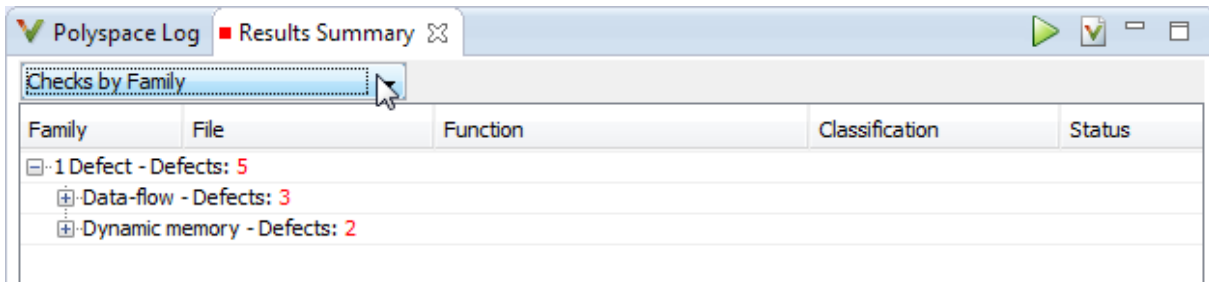 Polyspace Log Results Summary
Checks by Family
Family File Function Classification Status
1 Defect - Defects: 5
Data-flow - Defects: 3
Dynamic memory - Defects: 2